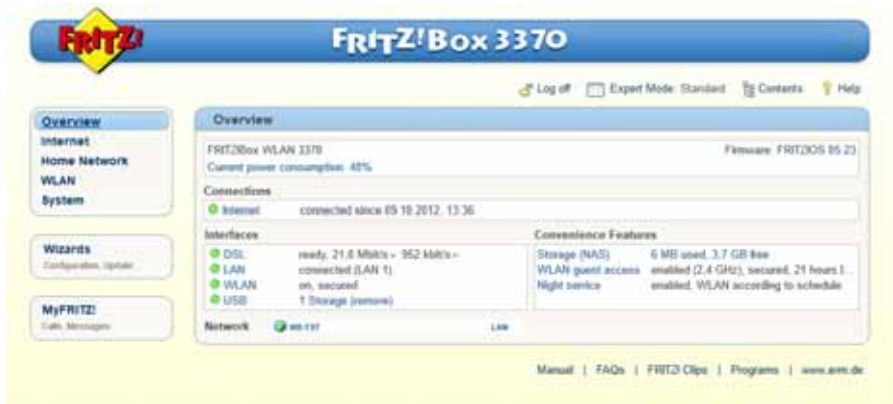 FRITZ!
FRITZ!Box 3370
Log off Expert Mode: Standard Contents Help
Overview
Internet
Home Network
WLAN
System
Wizards
Configuration, Update
MyFRITZ!
Calls, Messages
Overview
FRITZ!Box WLAN 3370 Firmware: FRITZ!OS 05.23
Current power consumption: 48%
Connections
Internet connected since 09.10.2012, 13:36
Interfaces
DSL ready, 21.8 Mbit/s 952 kbit/s
LAN connected (LAN 1)
WLAN on, secured
USB 1 Storage (remove)
Convenience Features
Storage (NAS) 6 MB used, 3.7 GB free
WLAN guest access enabled (2.4 GHz), secured, 21 hours l...
Night service enabled, WLAN according to schedule
Network LAN
Manual | FAQs | FRITZ! Clips | Programs | www.avm.de